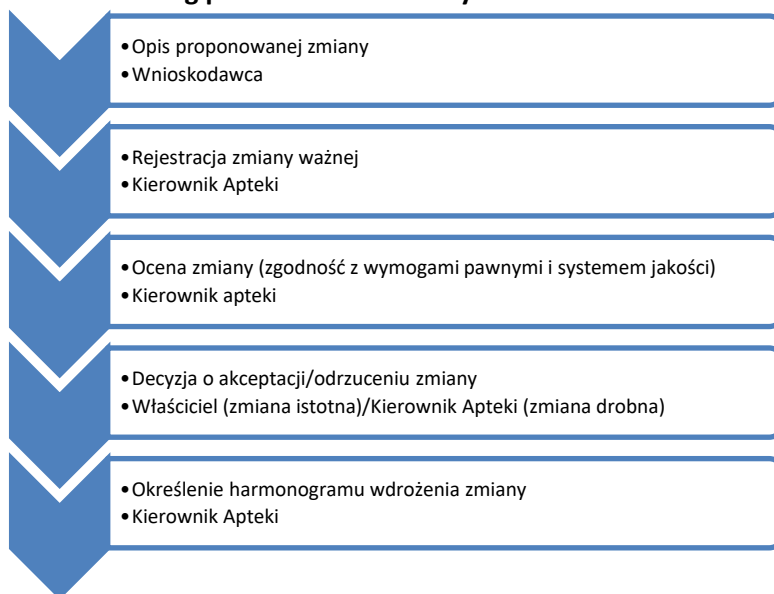 •Opis proponowanej zmiany
•Wnioskodawca
•Rejestracja zmiany ważnej
•Kierownik Apteki
•Ocena zmiany (zgodność z wymogami pawnymi i systemem jakości)
•Kierownik apteki
•Decyzja o akceptacji/odrzuceniu zmiany
•Właściciel (zmiana istotna)/Kierownik Apteki (zmiana drobna)
•Określenie harmonogramu wdrożenia zmiany
•Kierownik Apteki